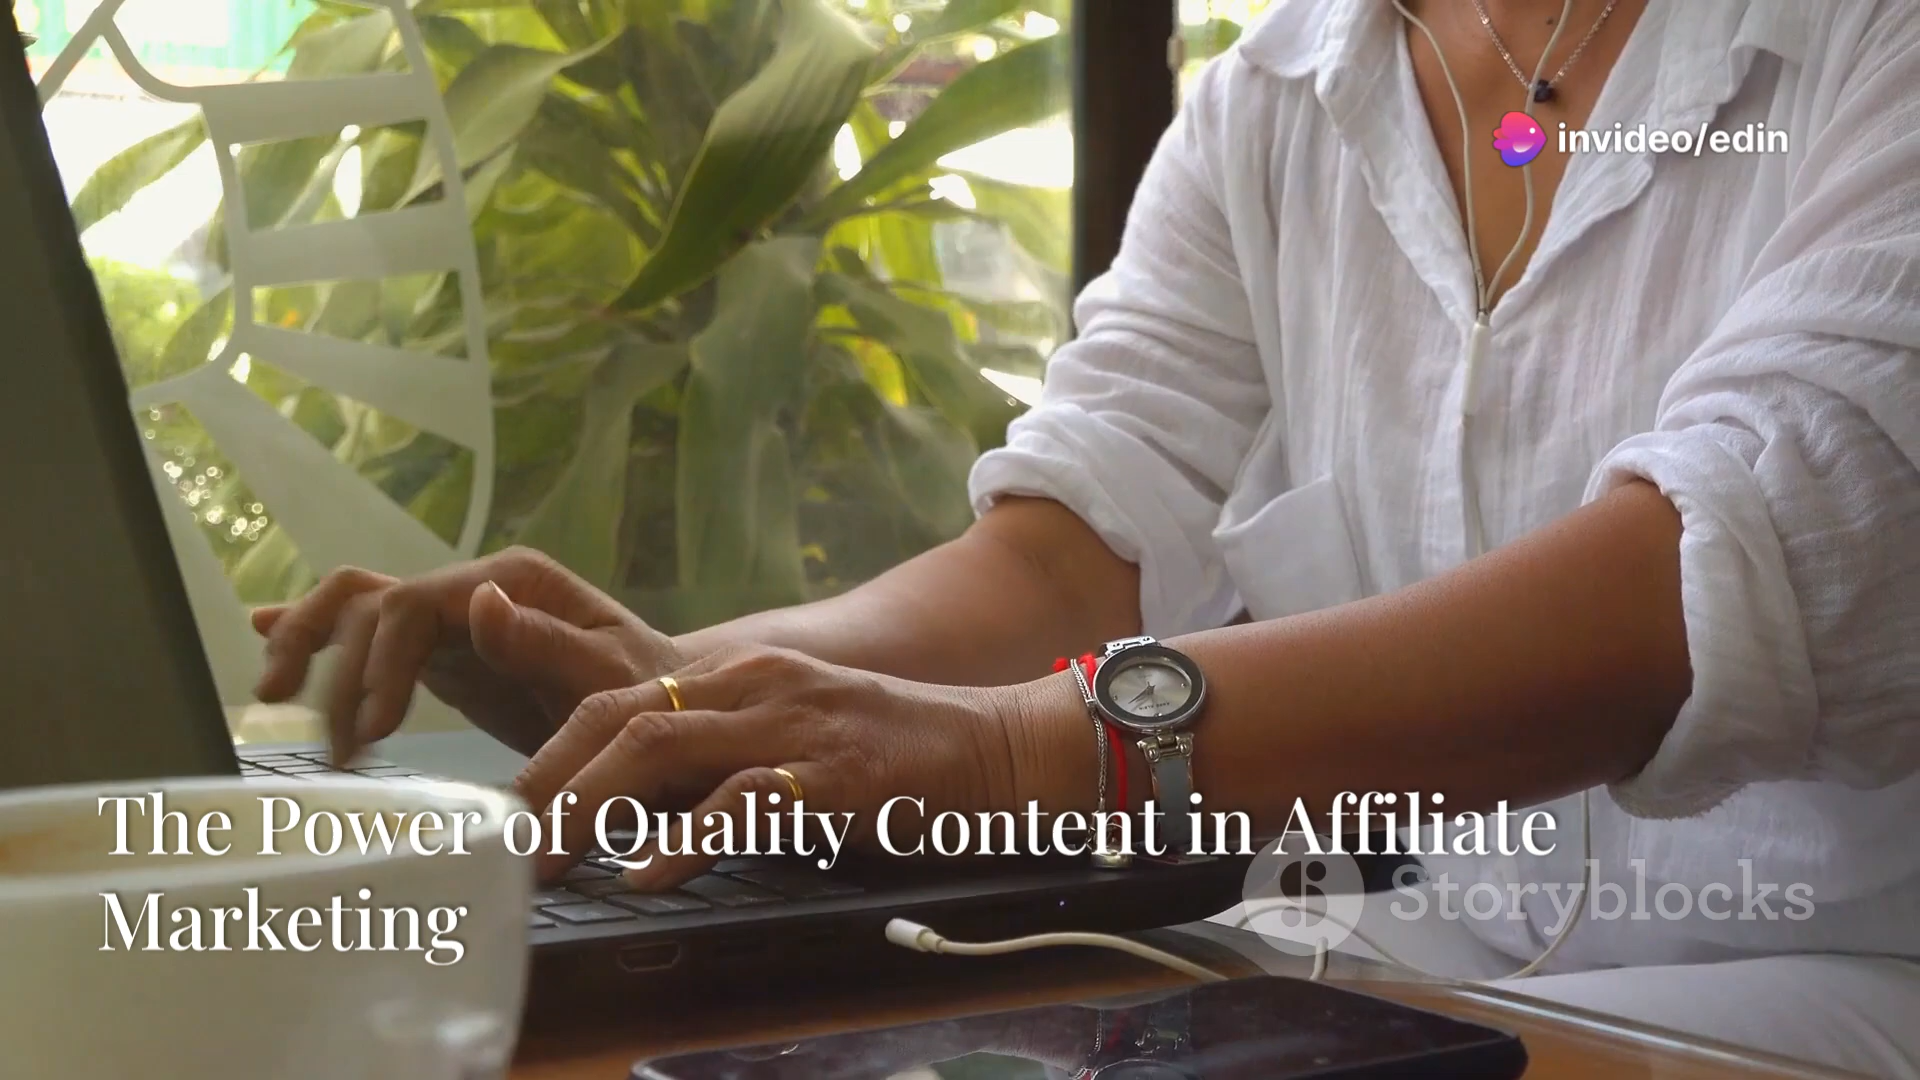 invideo/edin
The Power of Quality Content in Affiliate
Marketing
Storyblocks